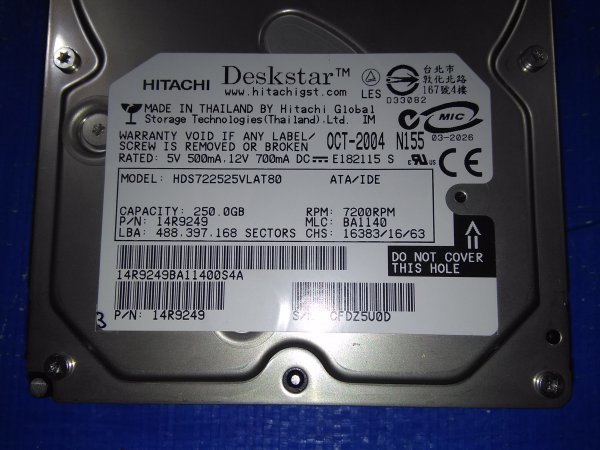 HITACHI Deskstar™
www.hitachigst.com
LES
D33082
台北市
敦化北路
167號4樓
MADE IN THAILAND BY Hitachi Global
Storage Technologies(Thailand).Ltd. IM
WARRANTY VOID IF ANY LABEL/
SCREW IS REMOVED OR BROKEN
OCT-2004 N155
MIC
03-2026
RATED: 5V 500mA.12V 700mA DC E182115 S
c UL us CE
MODEL: HDS722525VLAT80 ATA/IDE
CAPACITY: 250.0GB RPM: 7200RPM
P/N: 14R9249 MLC: BA1140
LBA: 488.397.168 SECTORS CHS: 16383/16/63
DO NOT COVER
THIS HOLE
14R9249BA11400S4A
P/N: 14R9249
CFDZ5U0D